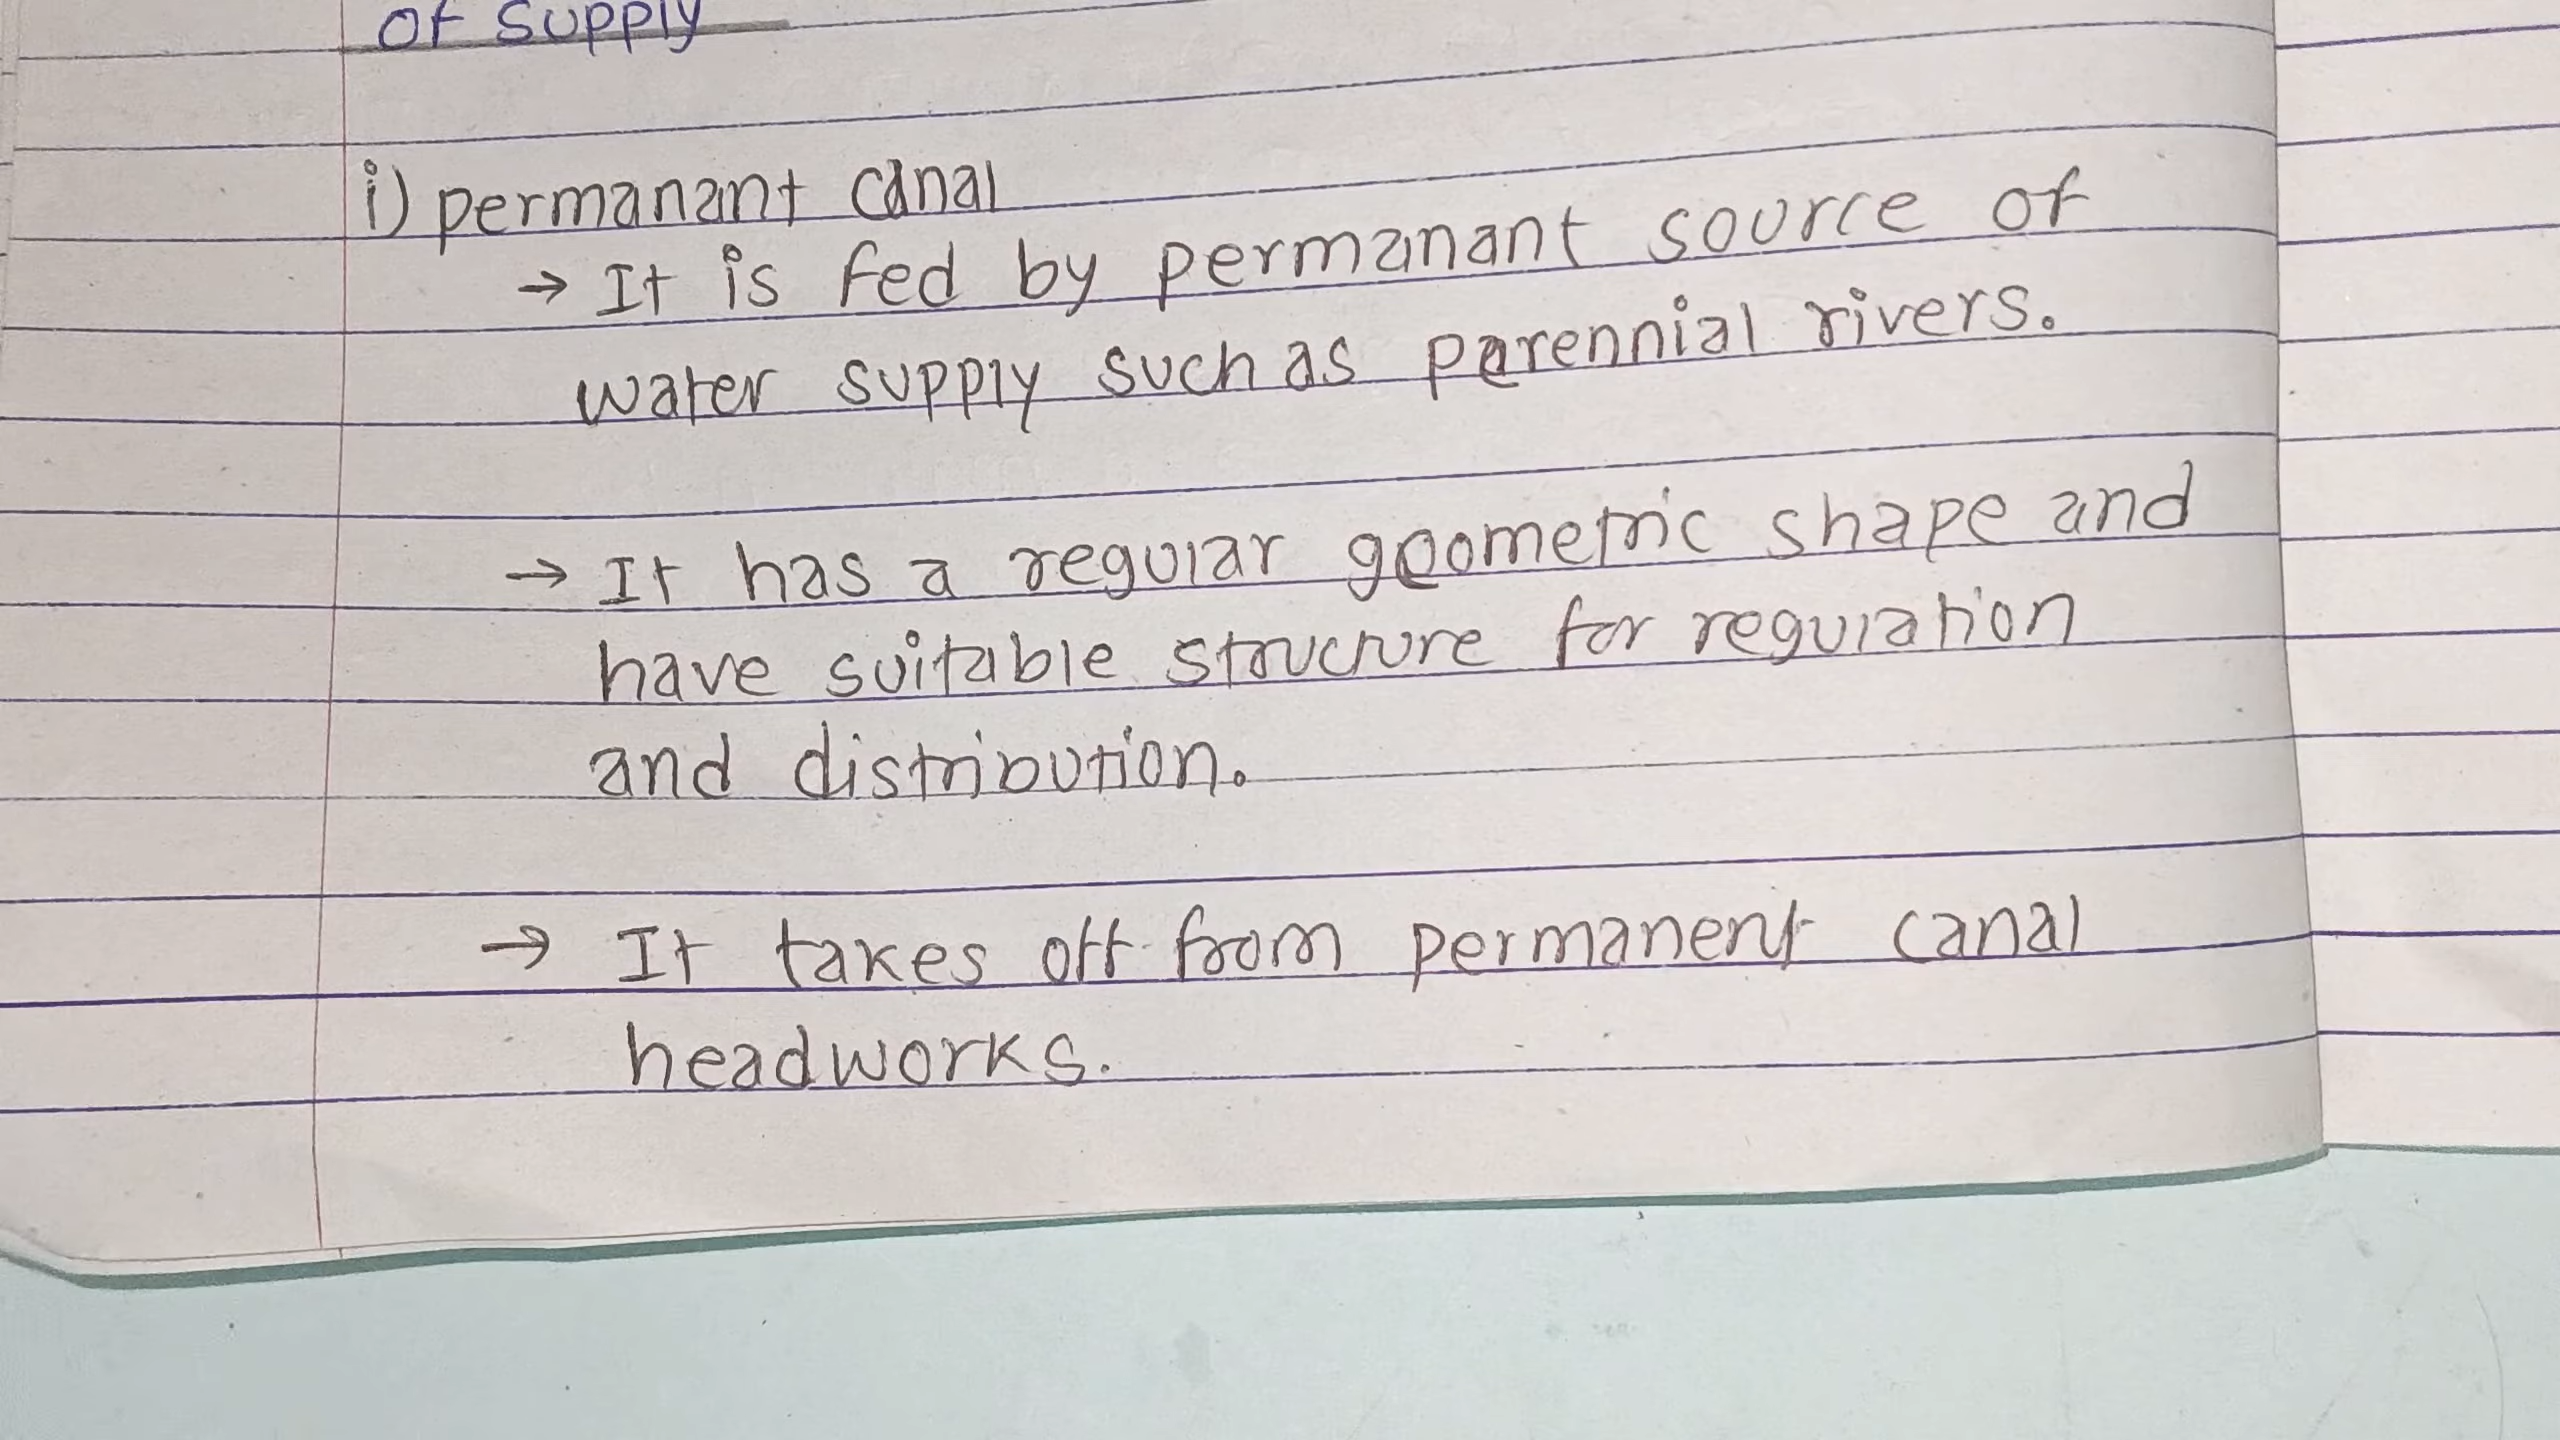 of supply
i) permanant canal
→ It is fed by permanant source of
water supply such as perennial rivers.
→ It has a regular geometric shape and
have suitable structure for regulation
and distribution.
→ It takes off from permanent canal
headworks.